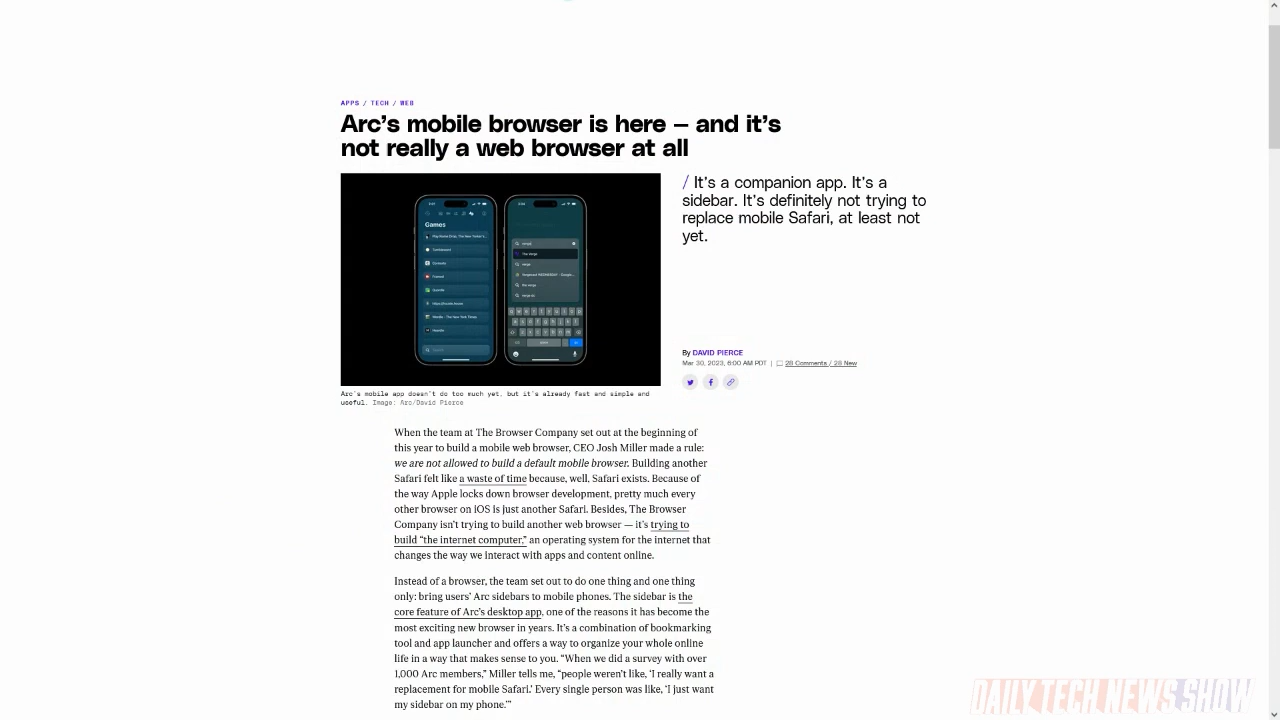 APPS / TECH / WEB
Arc's mobile browser is here — and it's
not really a web browser at all
/ It's a companion app. It's a
sidebar. It's definitely not trying to
replace mobile Safari, at least not
yet.
Games
The Verge
By DAVID PIERCE
Mar 30, 2023, 6:00 AM PDT | 28 Comments / 28 New
Arc's mobile app doesn't do too much yet, but it's already fast and simple and
useful. Image: Arc/David Pierce
When the team at The Browser Company set out at the beginning of
this year to build a mobile web browser, CEO Josh Miller made a rule:
we are not allowed to build a default mobile browser. Building another
Safari felt like a waste of time because, well, Safari exists. Because of
the way Apple locks down browser development, pretty much every
other browser on iOS is just another Safari. Besides, The Browser
Company isn't trying to build another web browser — it's trying to
build “the internet computer,” an operating system for the internet that
changes the way we interact with apps and content online.
Instead of a browser, the team set out to do one thing and one thing
only: bring users' Arc sidebars to mobile phones. The sidebar is the
core feature of Arc's desktop app, one of the reasons it has become the
most exciting new browser in years. It's a combination of bookmarking
tool and app launcher and offers a way to organize your whole online
life in a way that makes sense to you. “When we did a survey with over
1,000 Arc members,” Miller tells me, “people weren't like, ‘I really want a
replacement for mobile Safari.’ Every single person was like, ‘I just want
my sidebar on my phone.’”
DAILY TECH NEWS SHOW